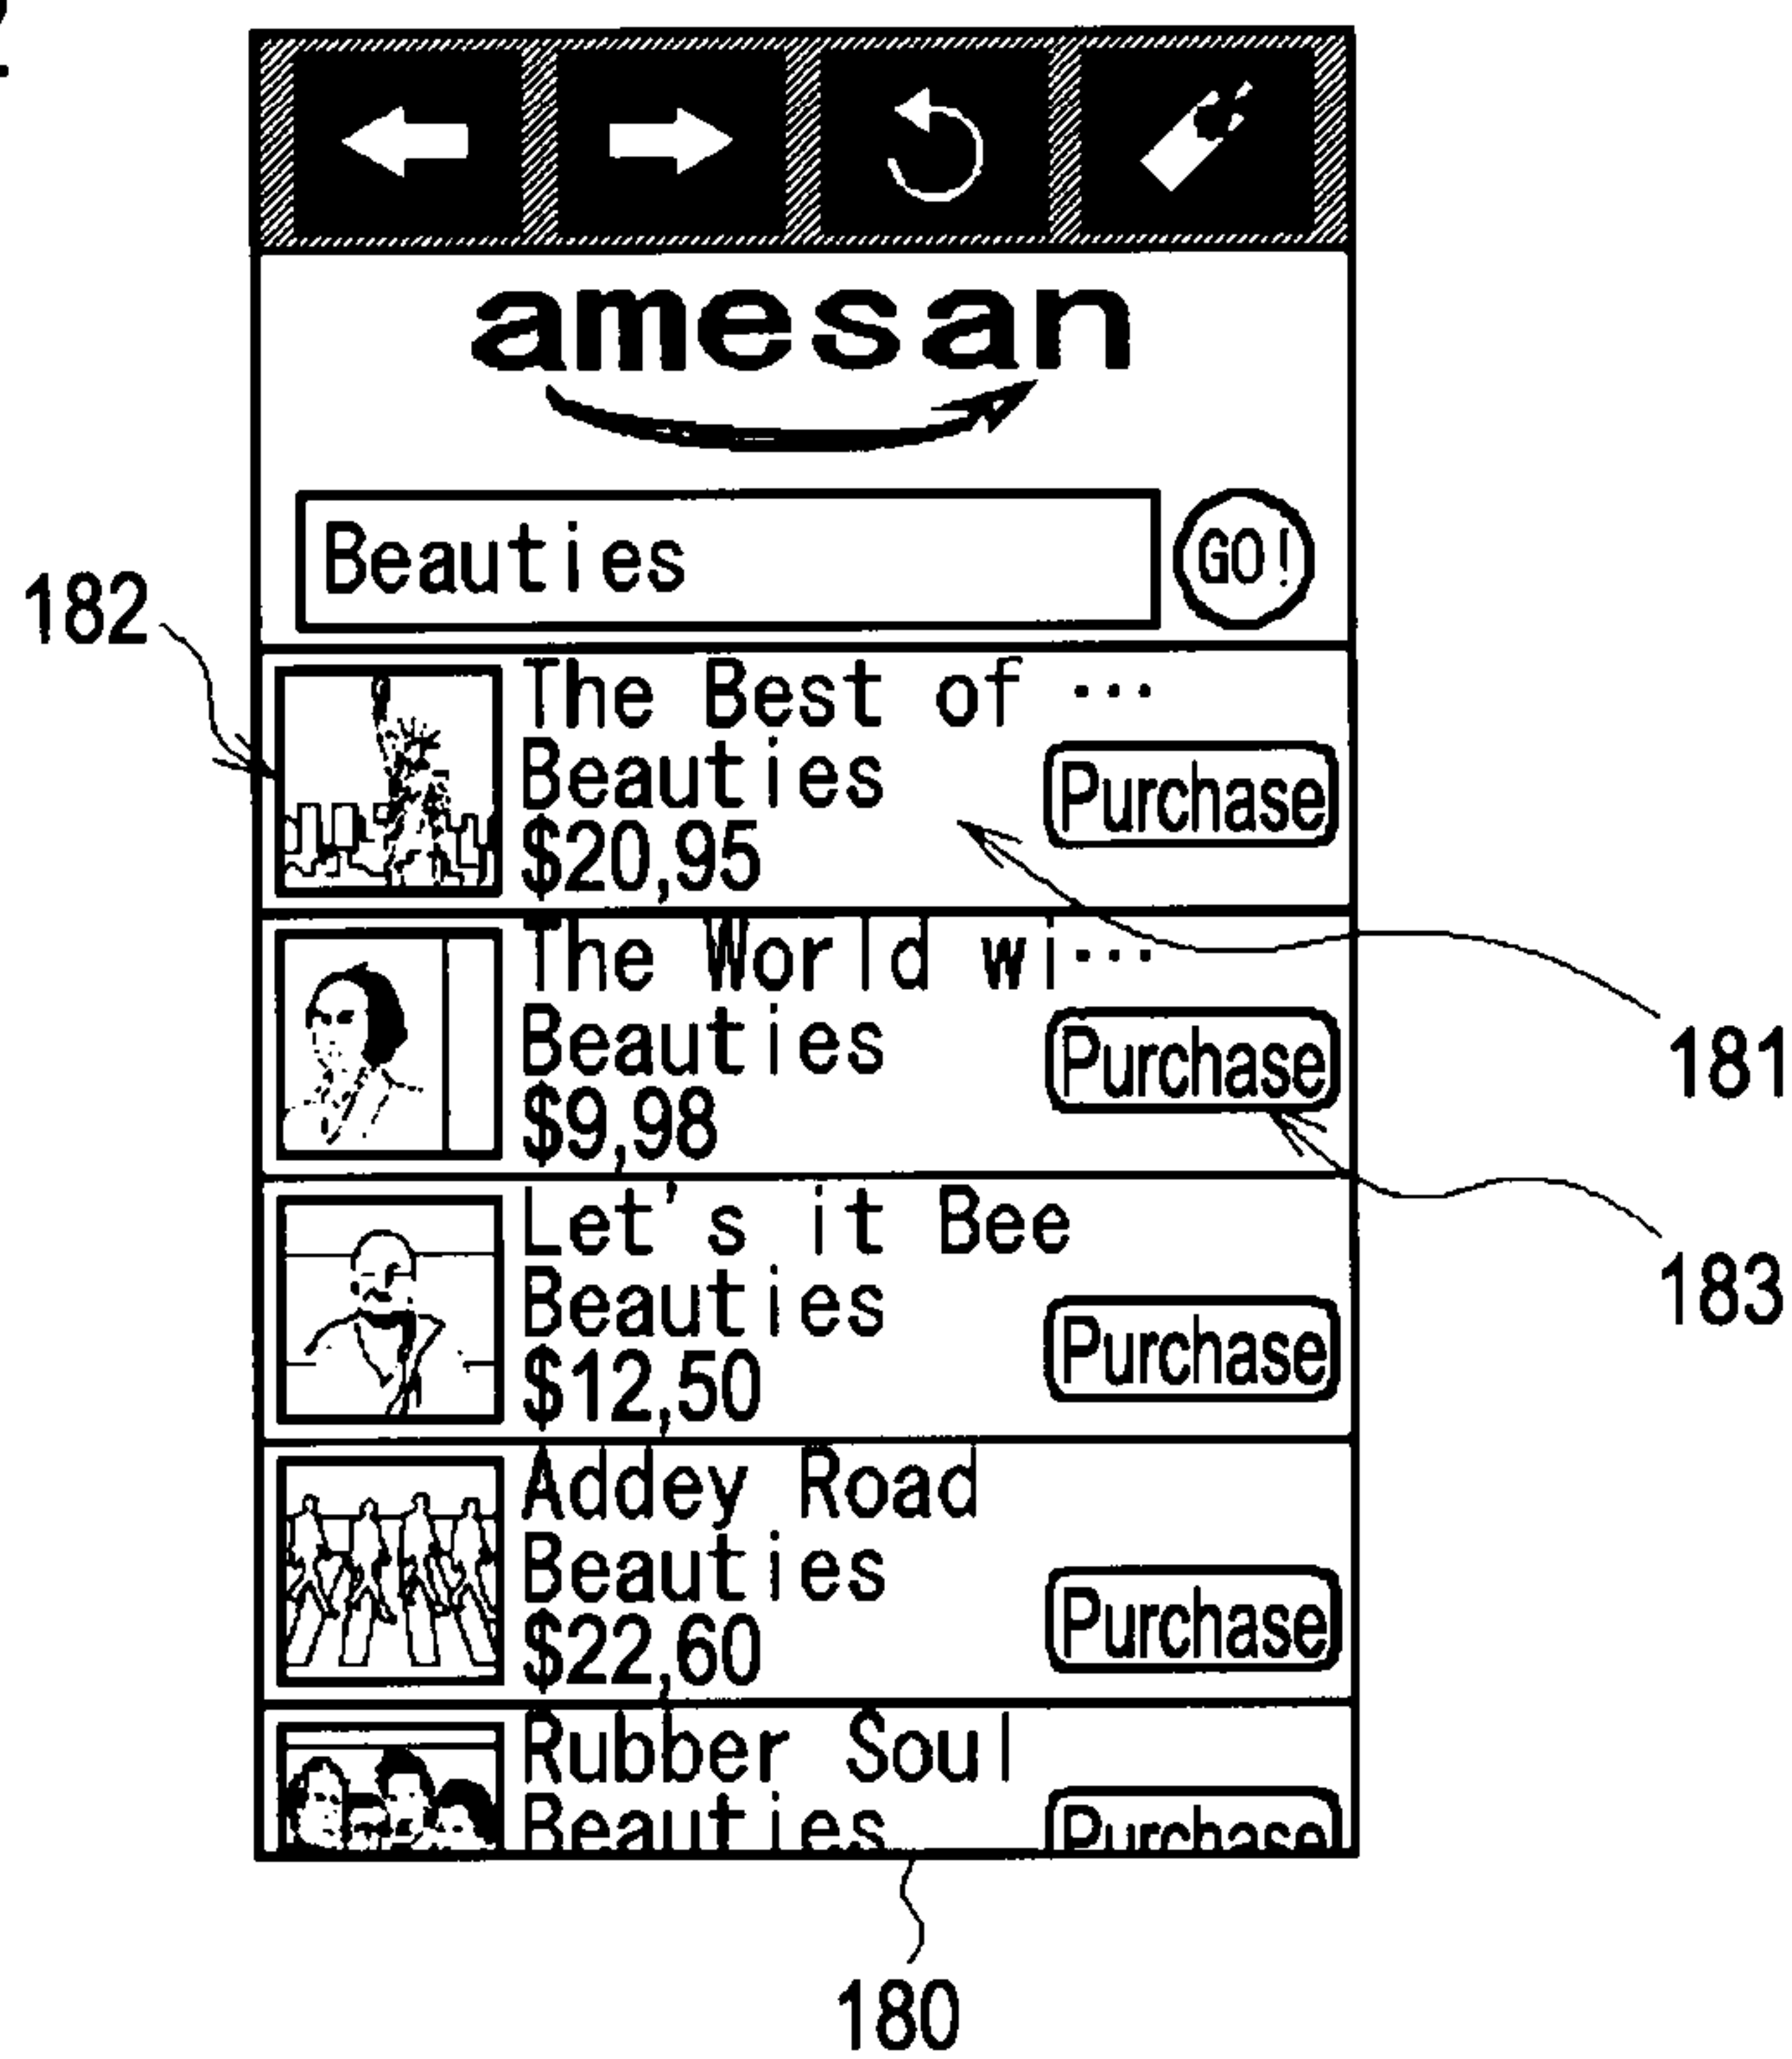 amesan
Beauties GO!
182
The Best of ...
Beauties
Purchase
$20,95
The World wi...
181
Beauties
Purchase
$9,98
183
Let's it Bee
Beauties
Purchase
$12,50
Addey Road
Beauties
Purchase
$22,60
Rubber Soul
Beauties
Purchase
180